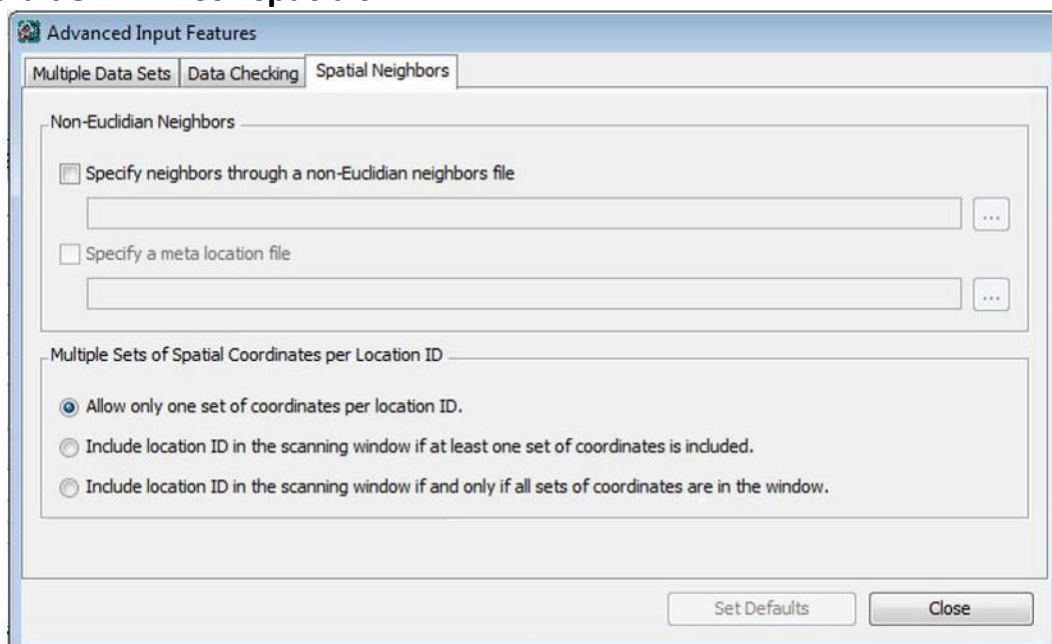 Advanced Input Features
Multiple Data Sets Data Checking Spatial Neighbors
Non-Euclidian Neighbors
Specify neighbors through a non-Euclidian neighbors file
...
Specify a meta location file
...
Multiple Sets of Spatial Coordinates per Location ID
Allow only one set of coordinates per location ID.
Include location ID in the scanning window if at least one set of coordinates is included.
Include location ID in the scanning window if and only if all sets of coordinates are in the window.
Set Defaults Close